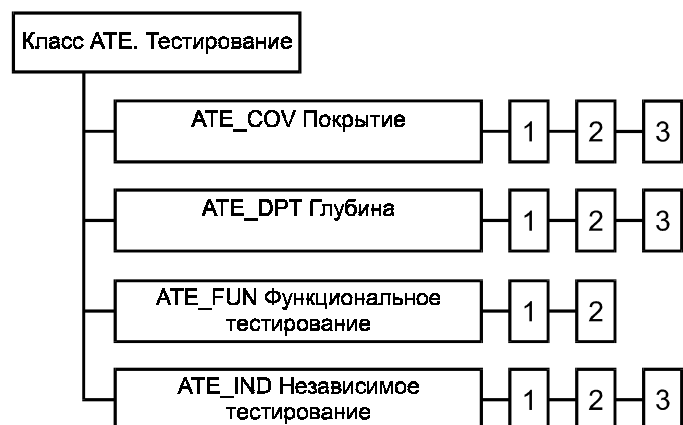 Класс ATE. Тестирование
ATE_COV Покрытие 1 2 3
ATE_DPT Глубина 1 2 3
ATE_FUN Функциональное
тестирование 1 2
ATE_IND Независимое
тестирование 1 2 3